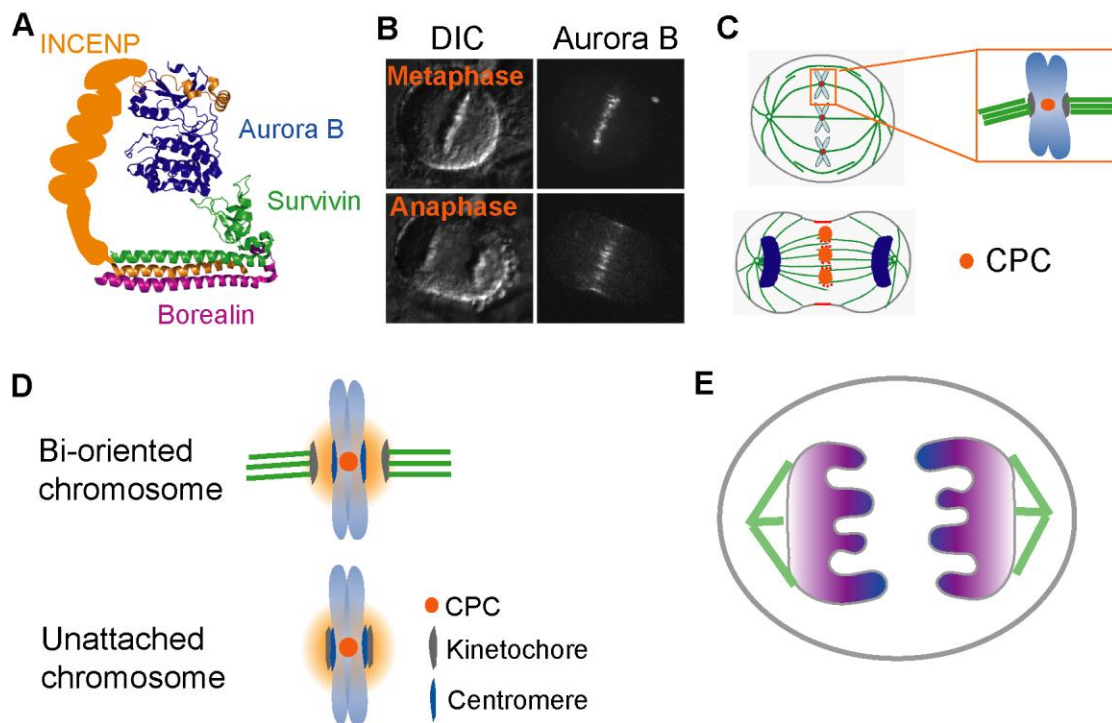 A
INCENP
Aurora B
Survivin
Borealin
B
DIC
Aurora B
Metaphase
Anaphase
C
CPC
D
Bi-oriented
chromosome
Unattached
chromosome
CPC
Kinetochore
Centromere
E